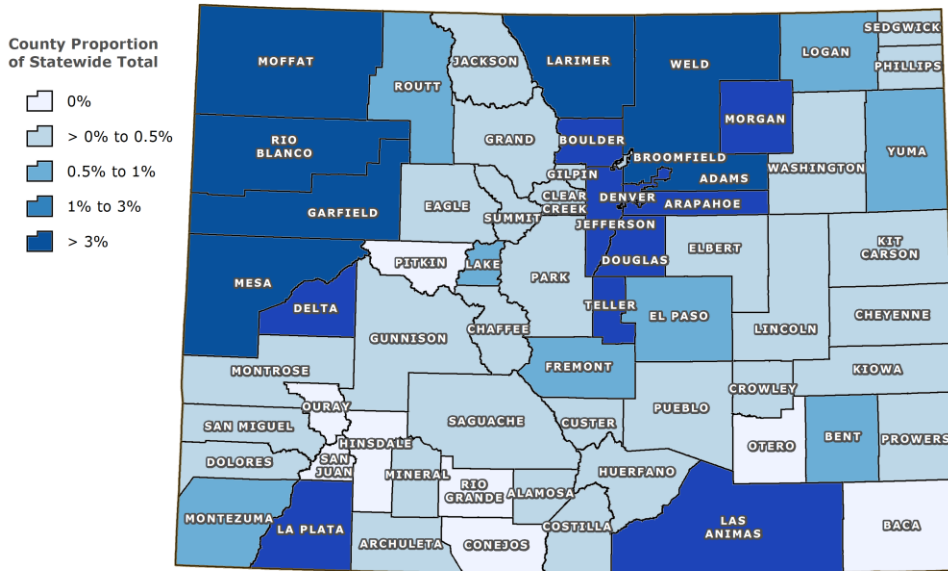 County Proportion
of Statewide Total
0%
> 0% to 0.5%
0.5% to 1%
1% to 3%
> 3%
MOFFAT
ROUTT
JACKSON
LARIMER
WELD
LOGAN
SEDGWICK
PHILLIPS
MORGAN
RIO
BLANCO
GRAND
BOULDER
BROOMFIELD
WASHINGTON
YUMA
GILPIN
ADAMS
CLEAR
CREEK
DENVER
ARAPAHOE
GARFIELD
EAGLE
SUMMIT
JEFFERSON
DOUGLAS
ELBERT
KIT
CARSON
PITKIN
LAKE
PARK
MESA
DELTA
TELLER
EL PASO
LINCOLN
CHEYENNE
GUNNISON
CHAFFEE
FREMONT
KIOWA
MONTROSE
CROWLEY
OURAY
SAGUACHE
CUSTER
PUEBLO
SAN MIGUEL
HINSDALE
OTERO
BENT
PROWERS
DOLORES
SAN
JUAN
MINERAL
RIO
GRANDE
ALAMOSA
HUERFANO
MONTEZUMA
LA PLATA
ARCHULETA
CONEJOS
COSTILLA
LAS
ANIMAS
BACA